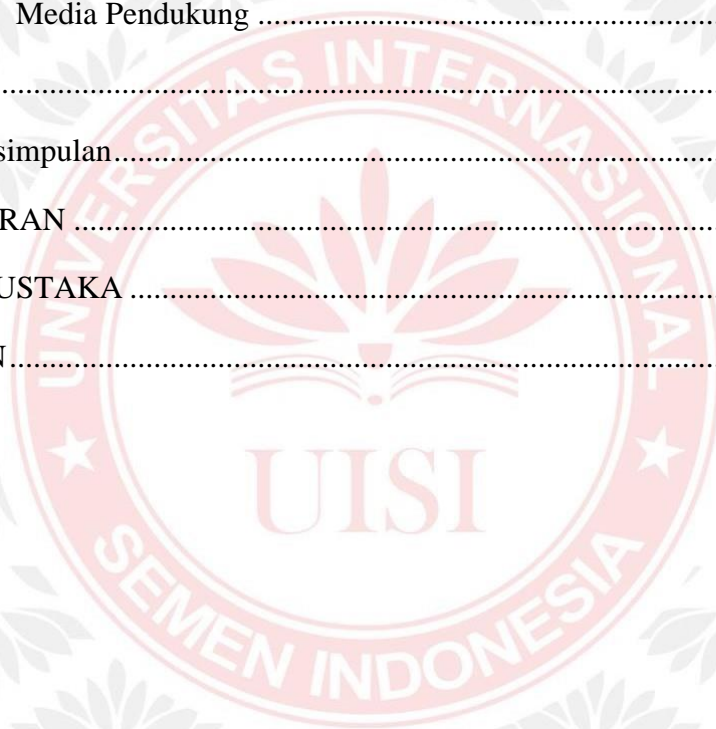 Media Pendukung ................................................................
................................................................................................
simpulan................................................................................
RAN ................................................................................
USTAKA ........................................................................
N................................................................................................
UNIVERSITAS INTERNASIONAL
UISI
SEMEN INDONESIA